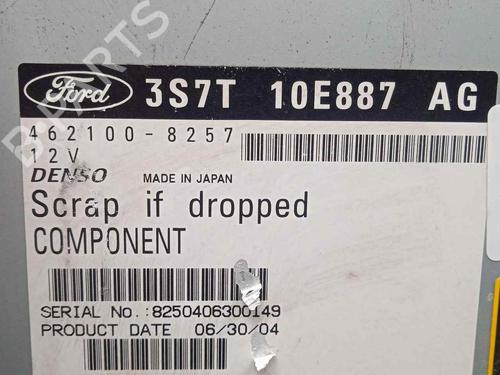 Ford 3S7T 10E887 AG
462100-8257
12V
DENSO MADE IN JAPAN
Scrap if dropped
COMPONENT
SERIAL No.:8250406300149
PRODUCT DATE 06/30/04
B PARTS